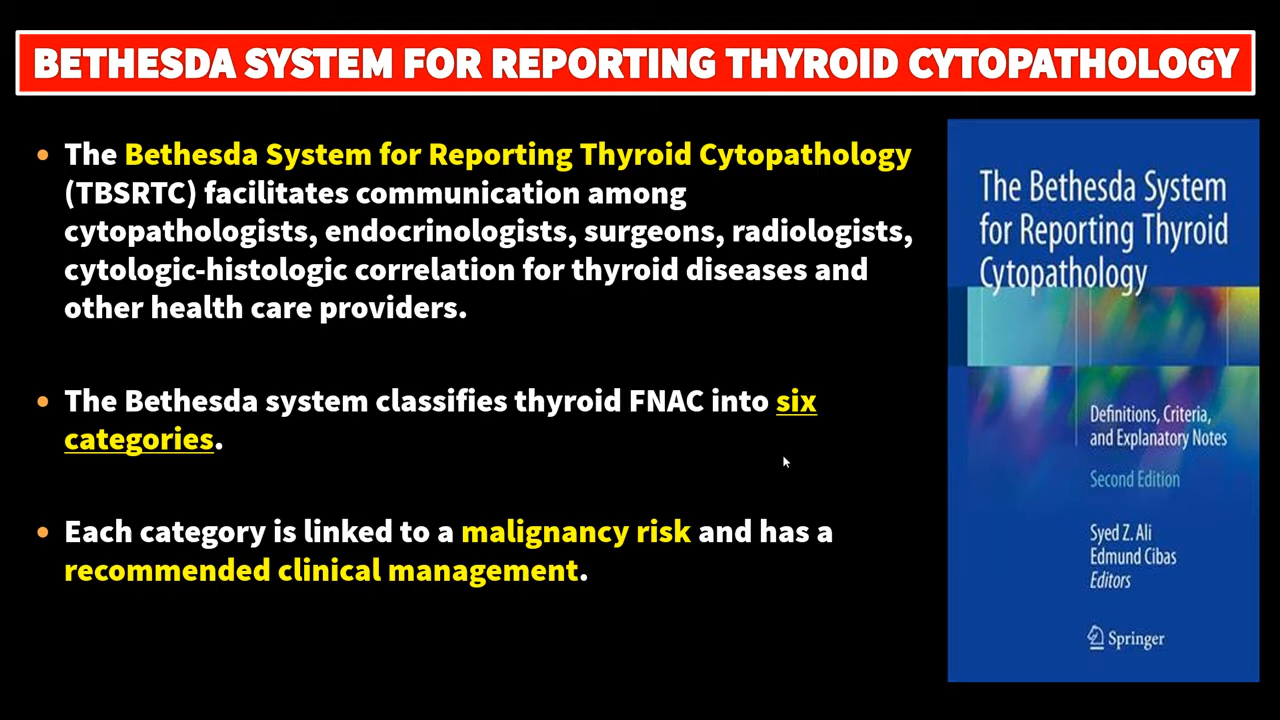 BETHESDA SYSTEM FOR REPORTING THYROID CYTOPATHOLOGY
• The Bethesda System for Reporting Thyroid Cytopathology
(TBSRTC) facilitates communication among
cytopathologists, endocrinologists, surgeons, radiologists,
cytologic-histologic correlation for thyroid diseases and
other health care providers.
• The Bethesda system classifies thyroid FNAC into six
categories.
• Each category is linked to a malignancy risk and has a
recommended clinical management.
The Bethesda System
for Reporting Thyroid
Cytopathology
Definitions, Criteria,
and Explanatory Notes
Second Edition
Syed Z. Ali
Edmund Cibas
Editors
Springer